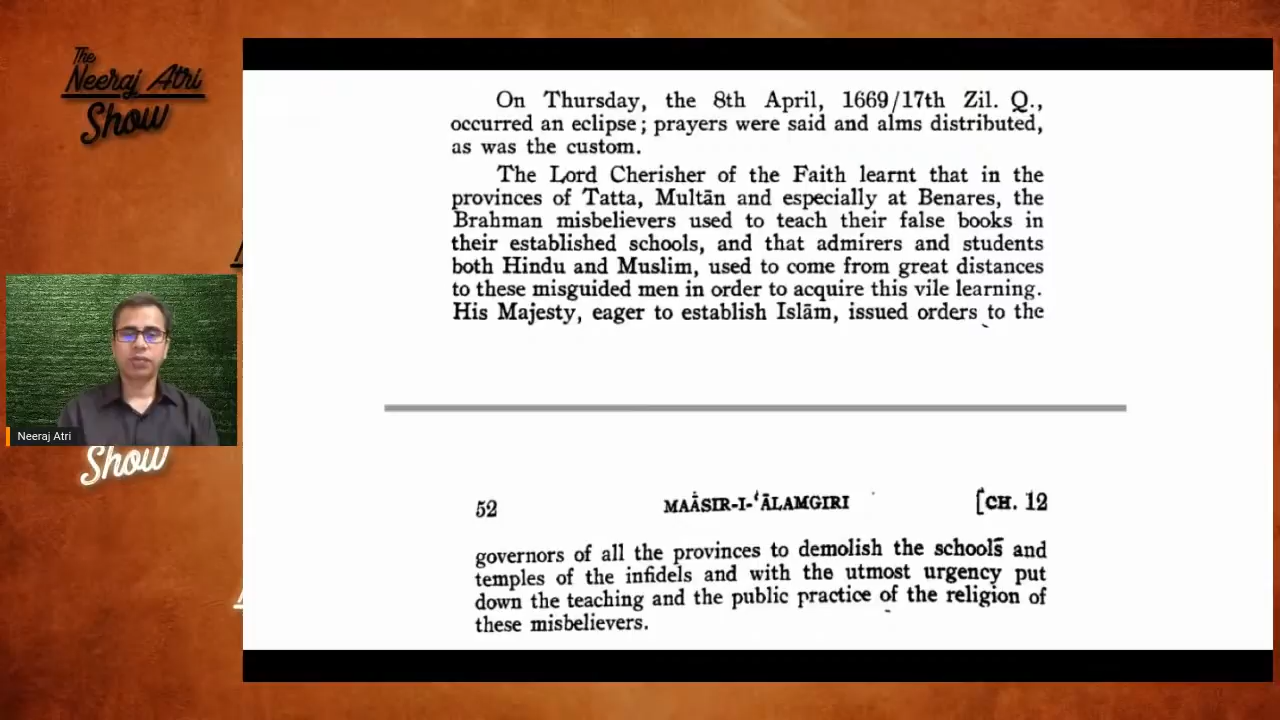 The
Neeraj Atri
Show
On Thursday, the 8th April, 1669/17th Zil. Q.,
occurred an eclipse; prayers were said and alms distributed,
as was the custom.
The Lord Cherisher of the Faith learnt that in the
provinces of Tatta, Multān and especially at Benares, the
Brahman misbelievers used to teach their false books in
their established schools, and that admirers and students
both Hindu and Muslim, used to come from great distances
to these misguided men in order to acquire this vile learning.
His Majesty, eager to establish Islām, issued orders to the
Neeraj Atri
Show
52 MAĀSIR-I-‘ĀLAMGIRI [CH. 12
governors of all the provinces to demolish the schools and
temples of the infidels and with the utmost urgency put
down the teaching and the public practice of the religion of
these misbelievers.